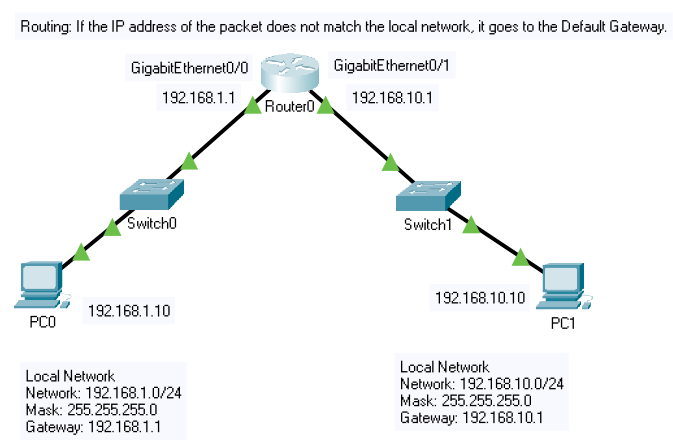 Routing: If the IP address of the packet does not match the local network, it goes to the Default Gateway.
GigabitEthernet0/0
GigabitEthernet0/1
192.168.1.1
Router0
192.168.10.1
Switch0
Switch1
PC0
192.168.1.10
192.168.10.10
PC1
Local Network
Network: 192.168.1.0/24
Mask: 255.255.255.0
Gateway: 192.168.1.1
Local Network
Network: 192.168.10.0/24
Mask: 255.255.255.0
Gateway: 192.168.10.1